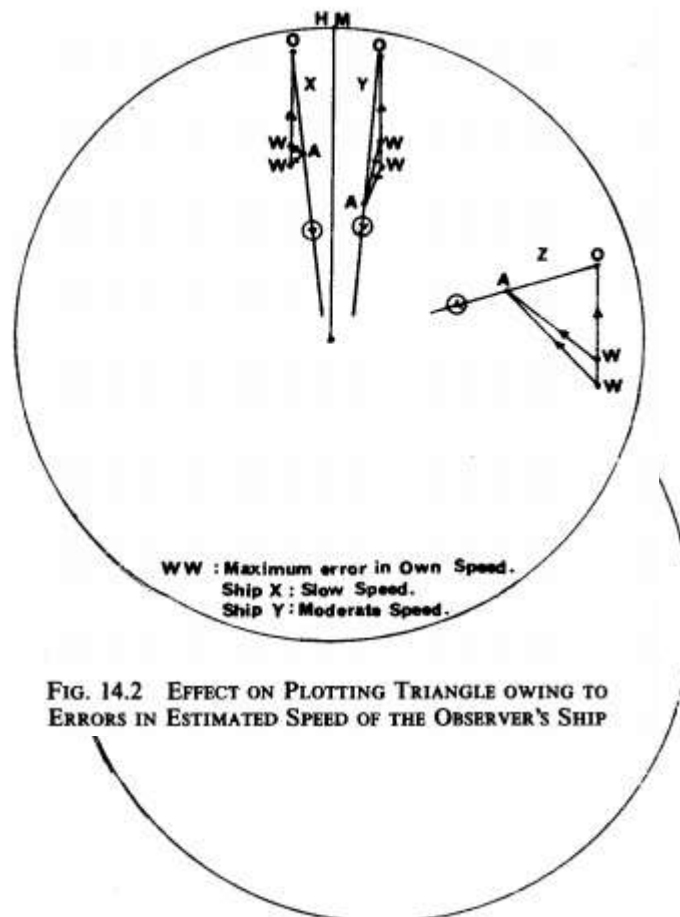 HM
O
O
X
Y
W
A
W
W
W
A
Z
O
A
W
W
WW : Maximum error in Own Speed.
Ship X : Slow Speed.
Ship Y : Moderate Speed.
FIG. 14.2 EFFECT ON PLOTTING TRIANGLE OWING TO
ERRORS IN ESTIMATED SPEED OF THE OBSERVER'S SHIP